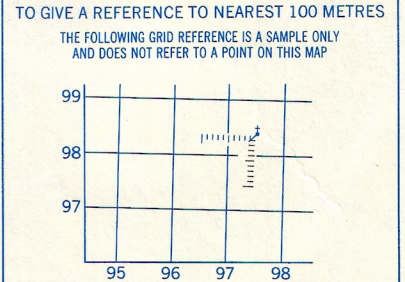 TO GIVE A REFERENCE TO NEAREST 100 METRES
THE FOLLOWING GRID REFERENCE IS A SAMPLE ONLY
AND DOES NOT REFER TO A POINT ON THIS MAP
99
98
97
95 96 97 98